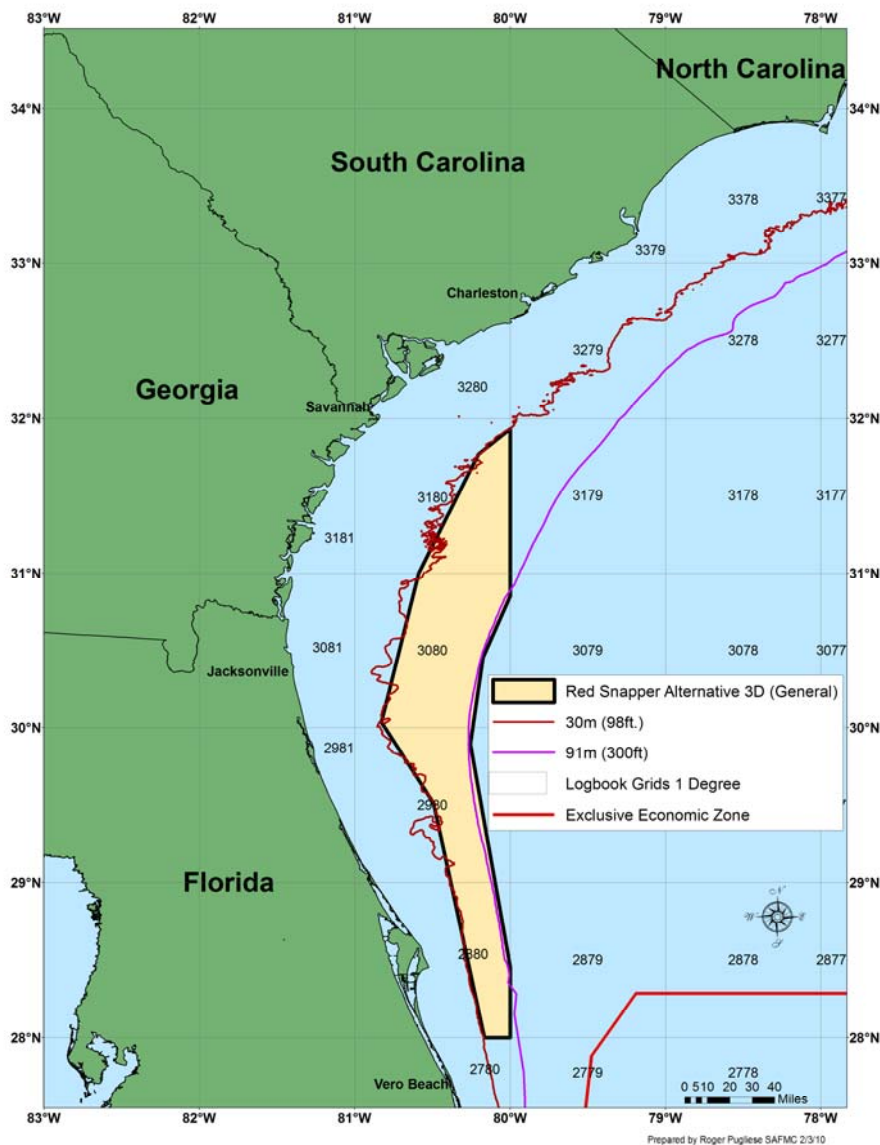 83°W 82°W 81°W 80°W 79°W 78°W
North Carolina
34°N 34°N
South Carolina
3378 3377
33°N 3379 33°N
Charleston
3279 3278 3277
Georgia 3280
Savannah
32°N 32°N
3180 3179 3178 3177
3181
31°N 31°N
3081 3080 3079 3078 3077
Jacksonville
Red Snapper Alternative 3D (General)
30°N 30m (98ft.) 30°N
2981 91m (300ft)
Logbook Grids 1 Degree
2980 Exclusive Economic Zone
29°N 29°N
Florida
N
W E
S
2880 2879 2878 2877
28°N 28°N
2780 2779 2778
Vero Beach
0 5 10 20 30 40
Miles
83°W 82°W 81°W 80°W 79°W 78°W
Prepared by Roger Pugliese SAFMC 2/3/10